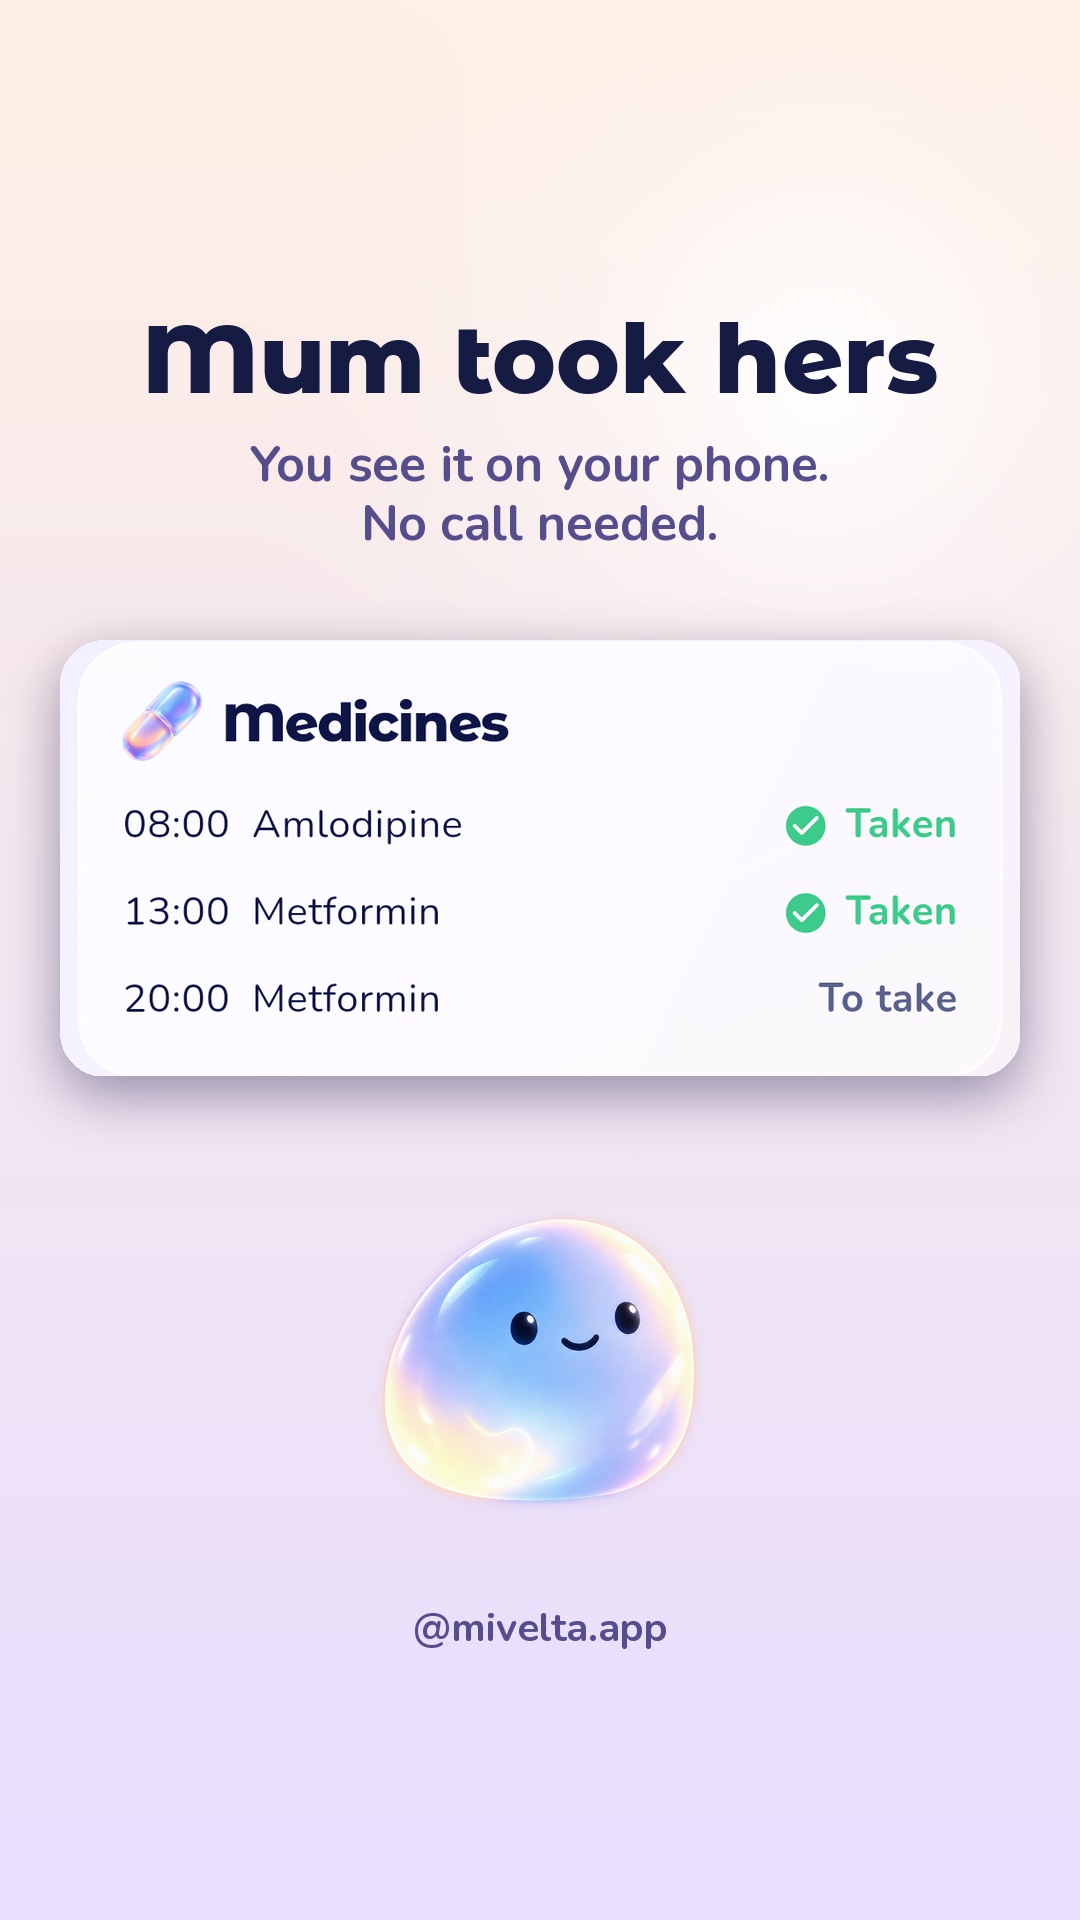 Mum took hers
You see it on your phone.
No call needed.
Medicines
08:00 Amlodipine Taken
13:00 Metformin Taken
20:00 Metformin To take
@mivelta.app